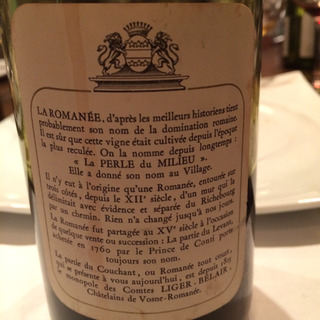 LA ROMANÉE, d'après les meilleurs historiens tient
probablement son nom de la domination romaine.
Il est sûr que cette vigne était cultivée depuis l'époque
la plus reculée. On la nomme depuis longtemps :
« La PERLE du MILIEU ».
Elle a donné son nom au Village.
Il n'y eut à l'origine qu'une Romanée, entourée sur
trois côtés, depuis le XIIe siècle, d'un mur qui la
délimitait avec évidence et séparée du Richebourg
par un chemin. Rien n'a changé jusqu'à nos jours.
La Romanée fut partagée au XVe siècle à l'occasion
de quelque vente ou succession : La partie du Levant,
achetée en 1760 par le Prince de Conti porte
toujours son nom.
La partie du Couchant, ou Romanée tout court,
qui se présente à vous aujourd'hui, est depuis 1815
le monopole des Comtes LIGER-BELAIR,
Châtelains de Vosne-Romanée.